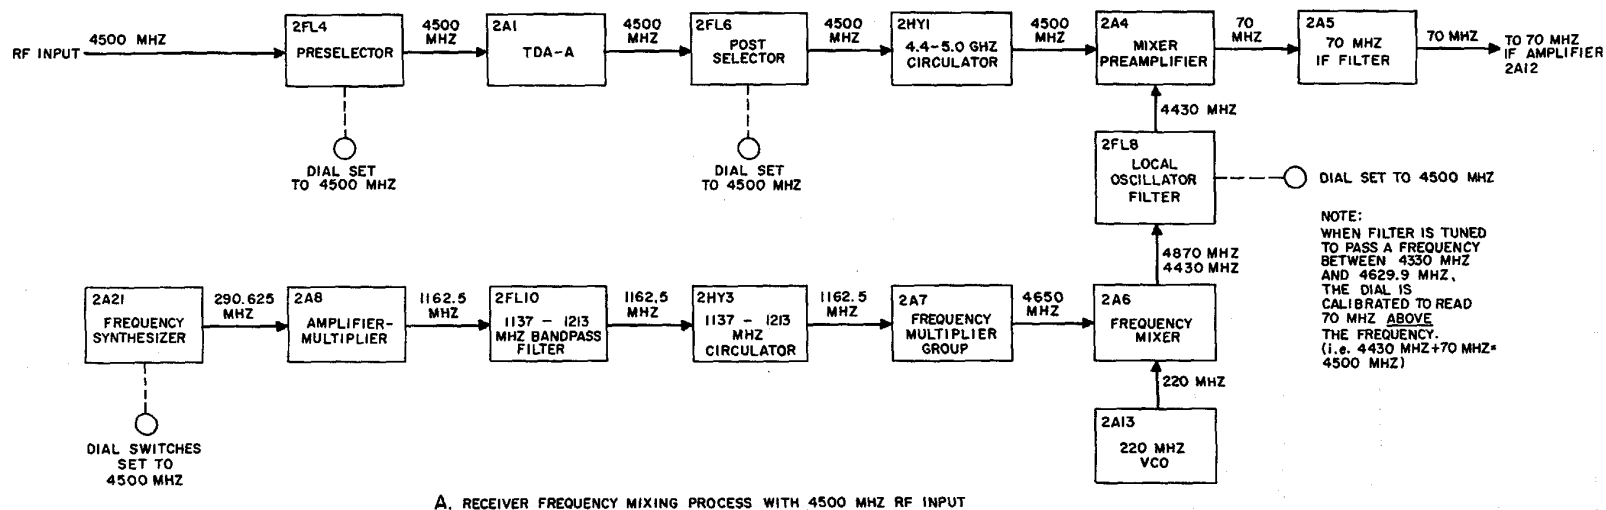 RF INPUT
4500 MHZ
2FL4
PRESELECTOR
4500
MHZ
2A1
TDA-A
4500
MHZ
2FL6
POST
SELECTOR
4500
MHZ
2HY1
4.4-5.0 GHZ
CIRCULATOR
4500
MHZ
2A4
MIXER
PREAMPLIFIER
70
MHZ
2A5
70 MHZ
IF FILTER
70 MHZ
TO 70 MHZ
IF AMPLIFIER
2A12
DIAL SET
TO 4500 MHZ
DIAL SET
TO 4500 MHZ
4430 MHZ
2FL8
LOCAL
OSCILLATOR
FILTER
DIAL SET TO 4500 MHZ
NOTE:
WHEN FILTER IS TUNED
TO PASS A FREQUENCY
BETWEEN 4330 MHZ
AND 4629.9 MHZ,
THE DIAL IS
CALIBRATED TO READ
70 MHZ ABOVE
THE FREQUENCY.
(i.e. 4430 MHZ+70 MHZ=
4500 MHZ)
4870 MHZ
4430 MHZ
2A21
FREQUENCY
SYNTHESIZER
290.625
MHZ
2A8
AMPLIFIER-
MULTIPLIER
1162.5
MHZ
2FL10
1137 - 1213
MHZ BANDPASS
FILTER
1162.5
MHZ
2HY3
1137 - 1213
MHZ
CIRCULATOR
1162.5
MHZ
2A7
FREQUENCY
MULTIPLIER
GROUP
4650
MHZ
2A6
FREQUENCY
MIXER
220 MHZ
2A13
220 MHZ
VCO
DIAL SWITCHES
SET TO
4500 MHZ
A. RECEIVER FREQUENCY MIXING PROCESS WITH 4500 MHZ RF INPUT